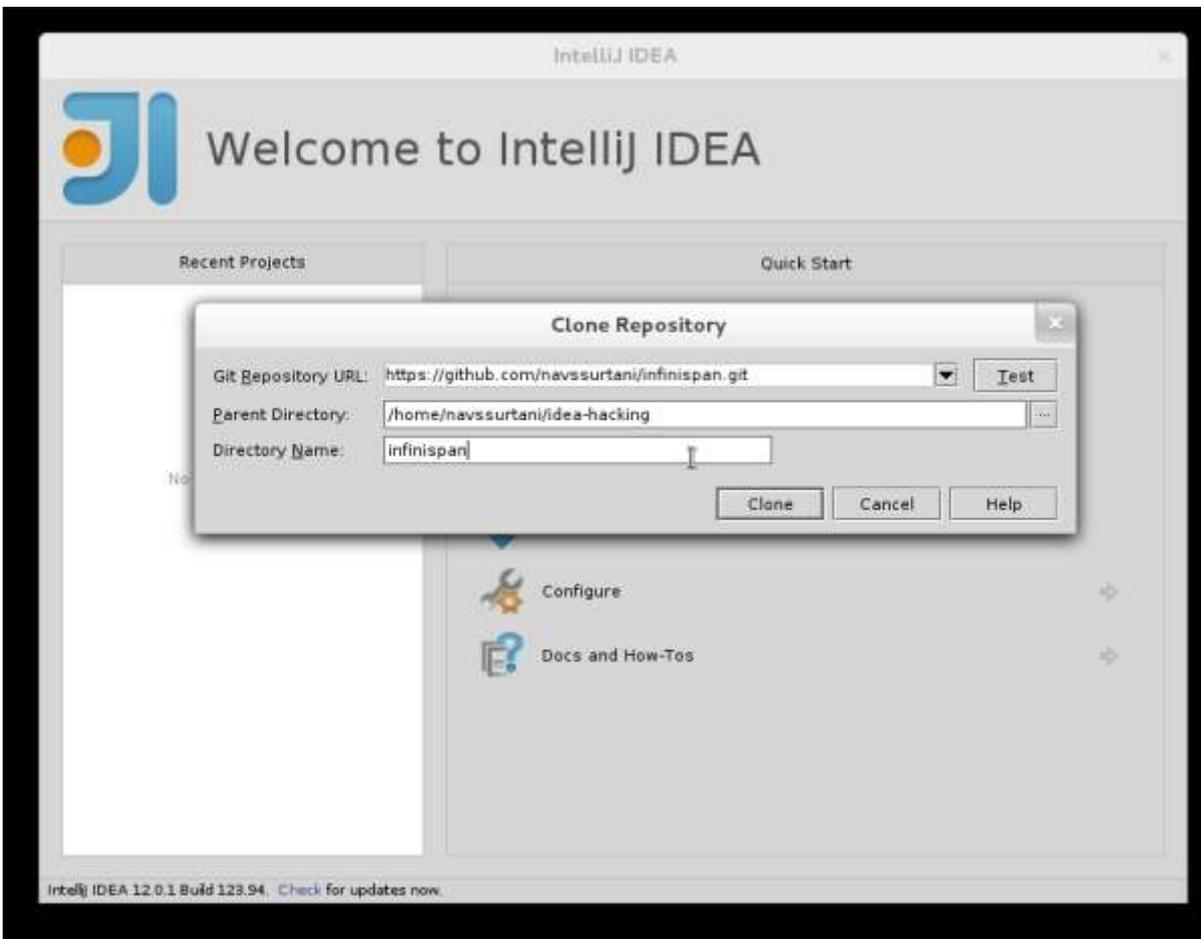 IntelliJ IDEA
Welcome to IntelliJ IDEA
Recent Projects
Quick Start
Clone Repository
Git Repository URL: https://github.com/navssurtani/infinispan.git Test
Parent Directory: /home/navssurtani/idea-hacking ...
Directory Name: infinispan
No
Clone Cancel Help
Configure
Docs and How-Tos
IntelliJ IDEA 12.0.1 Build 123.94. Check for updates now.